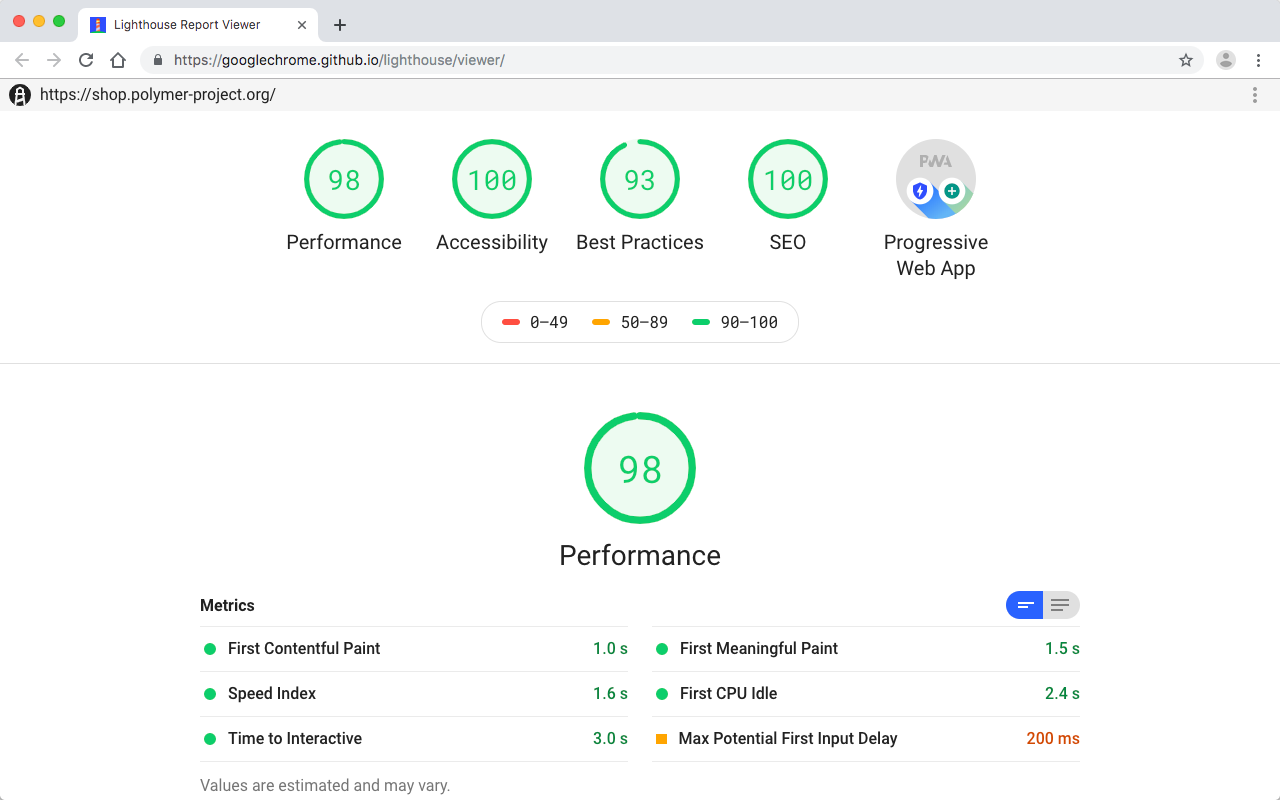 Lighthouse Report Viewer
https://googlechrome.github.io/lighthouse/viewer/
https://shop.polymer-project.org/
98
100
93
100
PWA
Performance
Accessibility
Best Practices
SEO
Progressive
Web App
0–49
50–89
90–100
98
Performance
Metrics
First Contentful Paint 1.0 s
First Meaningful Paint 1.5 s
Speed Index 1.6 s
First CPU Idle 2.4 s
Time to Interactive 3.0 s
Max Potential First Input Delay 200 ms
Values are estimated and may vary.